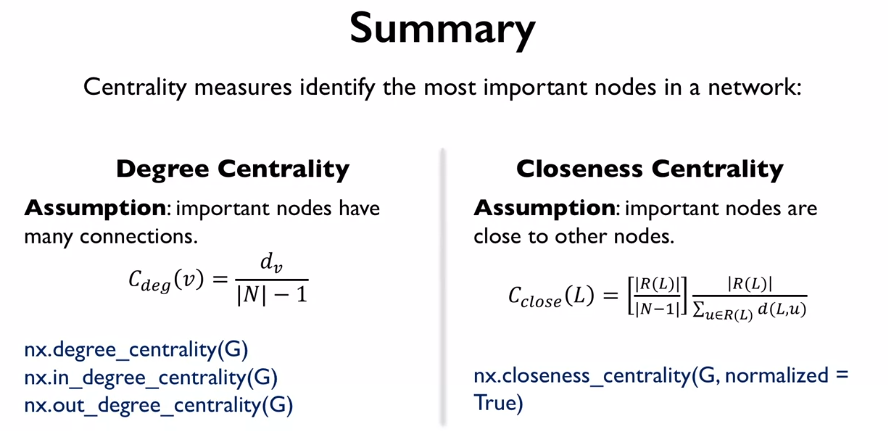 Summary
Centrality measures identify the most important nodes in a network:
Degree Centrality
Assumption: important nodes have
many connections.
C_{deg}(v) = \frac{d_v}{|N| - 1}
nx.degree_centrality(G)
nx.in_degree_centrality(G)
nx.out_degree_centrality(G)
Closeness Centrality
Assumption: important nodes are
close to other nodes.
C_{close}(L) = \left[\frac{|R(L)|}{|N-1|}\right] \frac{|R(L)|}{\sum_{u∈R(L)} d(L,u)}
nx.closeness_centrality(G, normalized =
True)